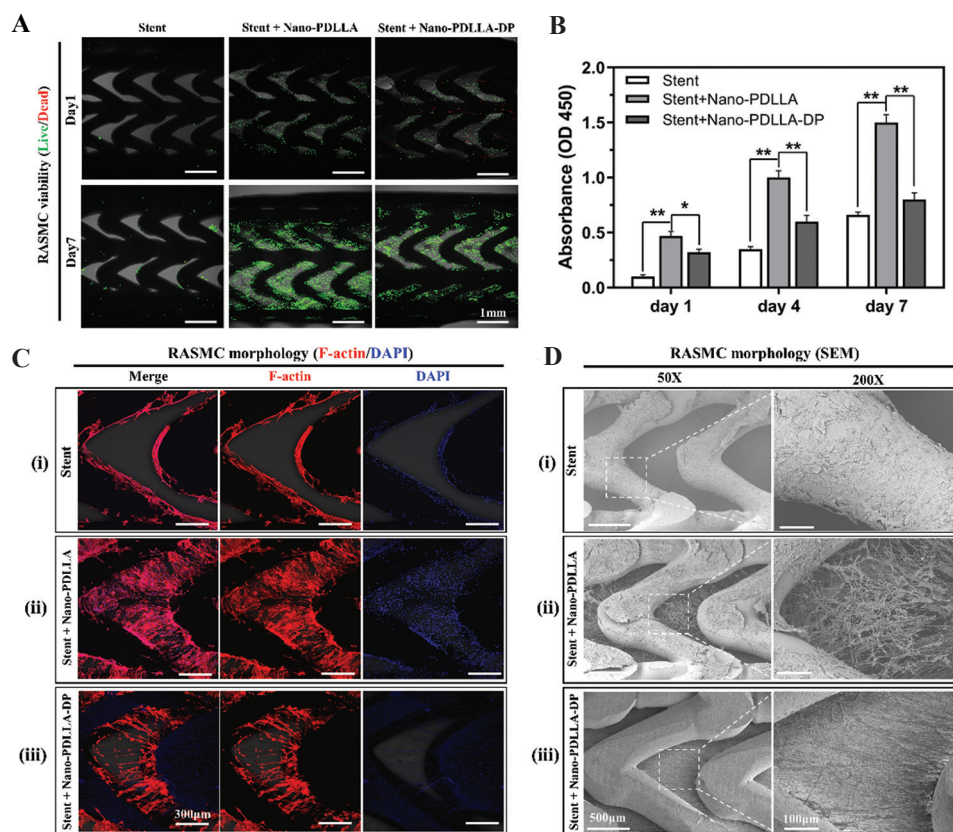 A
Stent
Stent + Nano-PDLLA
Stent + Nano-PDLLA-DP
RASMC viability (Live/Dead)
Day1
Day7
1mm
B
Absorbance (OD 450)
2.0
1.5
1.0
0.5
0.0
Stent
Stent+Nano-PDLLA
Stent+Nano-PDLLA-DP
** *
** **
** **
day 1
day 4
day 7
C
RASMC morphology (F-actin/DAPI)
Merge
F-actin
DAPI
(i)
Stent
(ii)
Stent + Nano-PDLLA
(iii)
Stent + Nano-PDLLA-DP
300μm
D
RASMC morphology (SEM)
50X
200X
(i)
Stent
(ii)
Stent + Nano-PDLLA
(iii)
Stent + Nano-PDLLA-DP
500μm
100μm